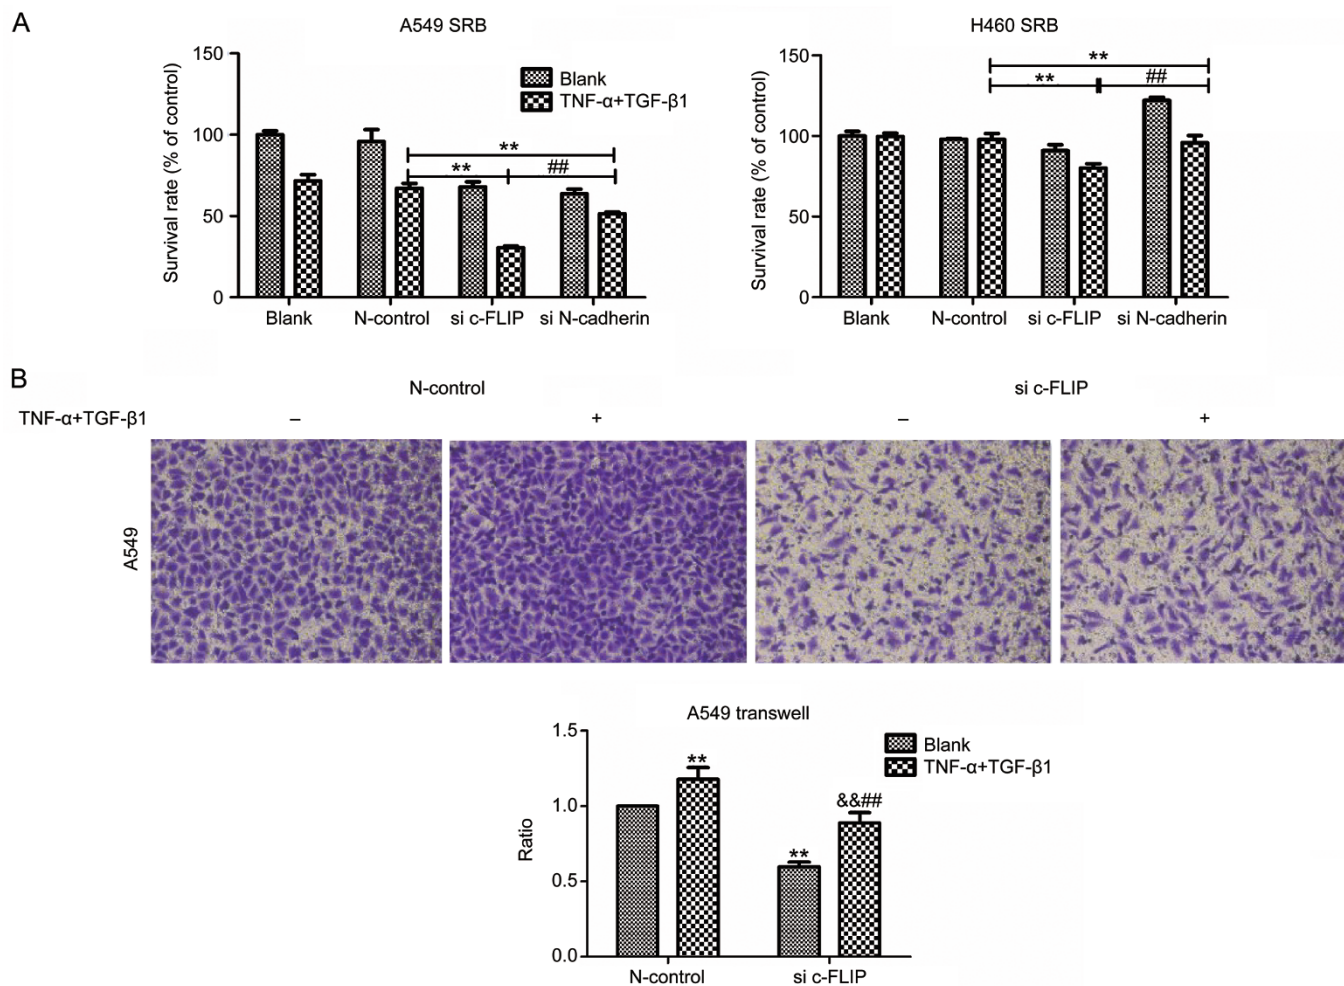 A
A549 SRB
Survival rate (% of control)
150
100
50
0
Blank
TNF-α+TGF-β1
**
**
##
Blank
N-control
si c-FLIP
si N-cadherin
H460 SRB
Survival rate (% of control)
150
100
50
0
**
**
##
Blank
N-control
si c-FLIP
si N-cadherin
B
N-control
si c-FLIP
TNF-α+TGF-β1
–
+
–
+
A549
A549 transwell
Ratio
1.5
1.0
0.5
0.0
Blank
TNF-α+TGF-β1
**
**
&&##
N-control
si c-FLIP